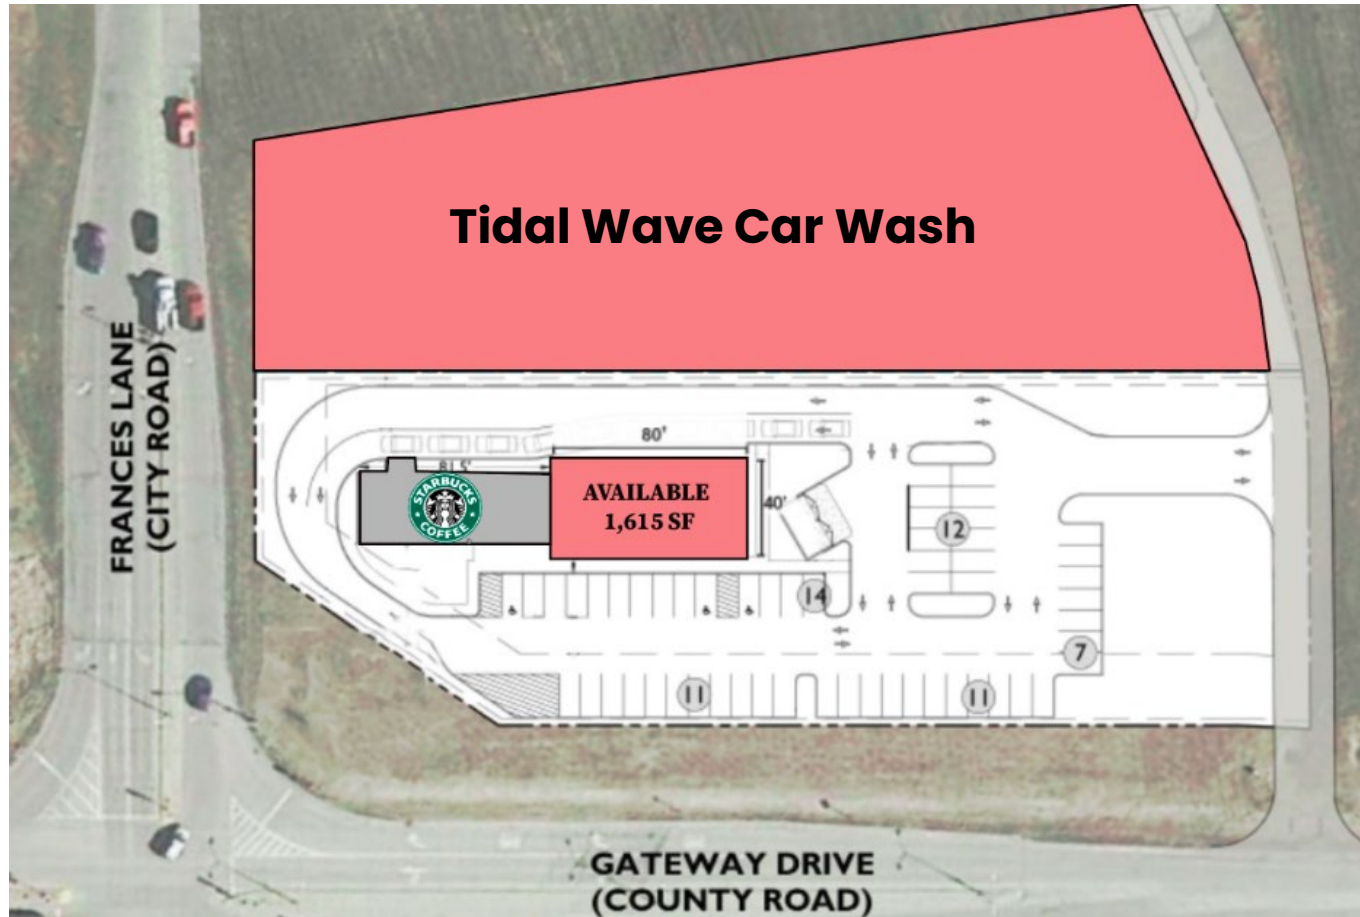 Tidal Wave Car Wash
FRANCES LANE
(CITY ROAD)
80'
81.5'
STARBUCKS
COFFEE
AVAILABLE
1,615 SF
40'
12
14
7
11
11
GATEWAY DRIVE
(COUNTY ROAD)